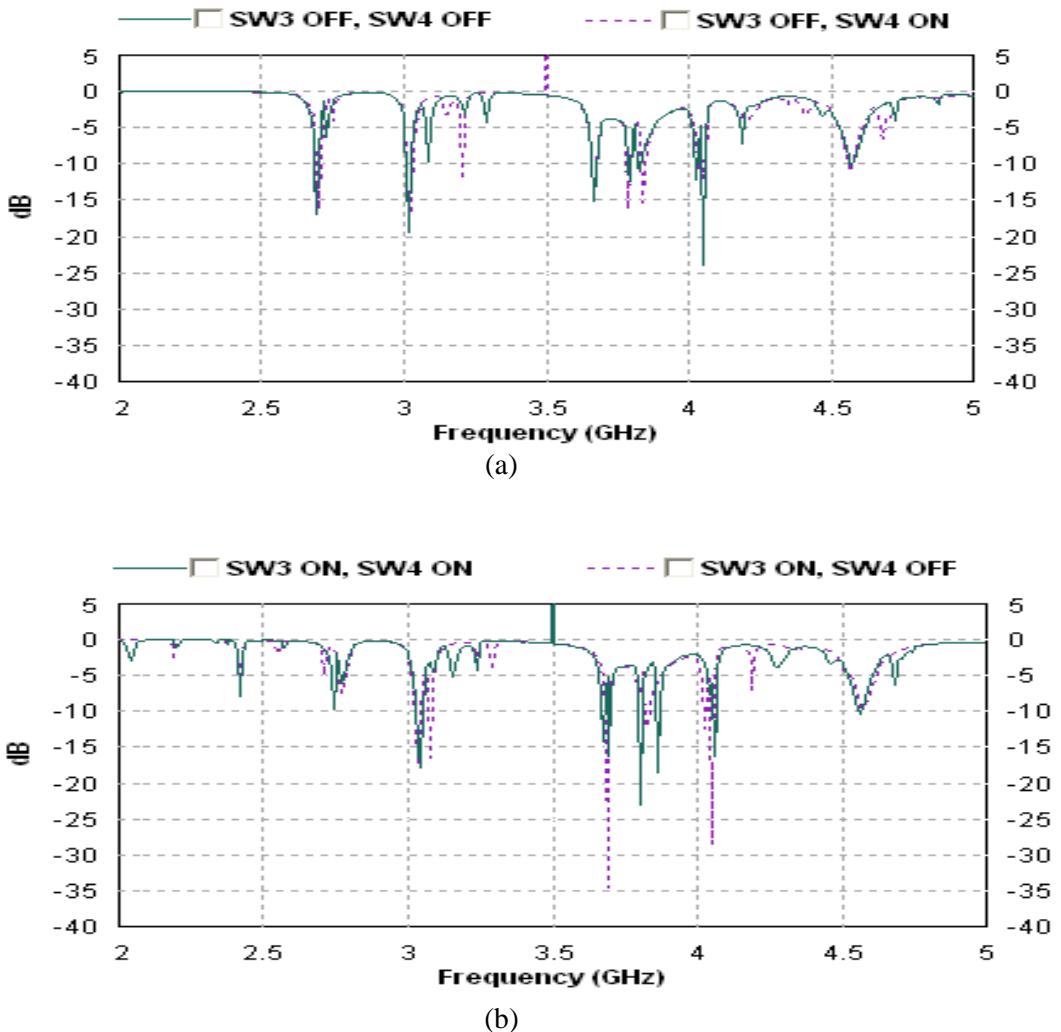 SW3 OFF, SW4 OFF SW3 OFF, SW4 ON
5 5
0 0
-5 -5
-10 -10
-15 -15
-20 -20
-25 -25
-30 -30
-35 -35
-40 -40
dB
2 2.5 3 3.5 4 4.5 5
Frequency (GHz)
(a)
SW3 ON, SW4 ON SW3 ON, SW4 OFF
5 5
0 0
-5 -5
-10 -10
-15 -15
-20 -20
-25 -25
-30 -30
-35 -35
-40 -40
dB
2 2.5 3 3.5 4 4.5 5
Frequency (GHz)
(b)